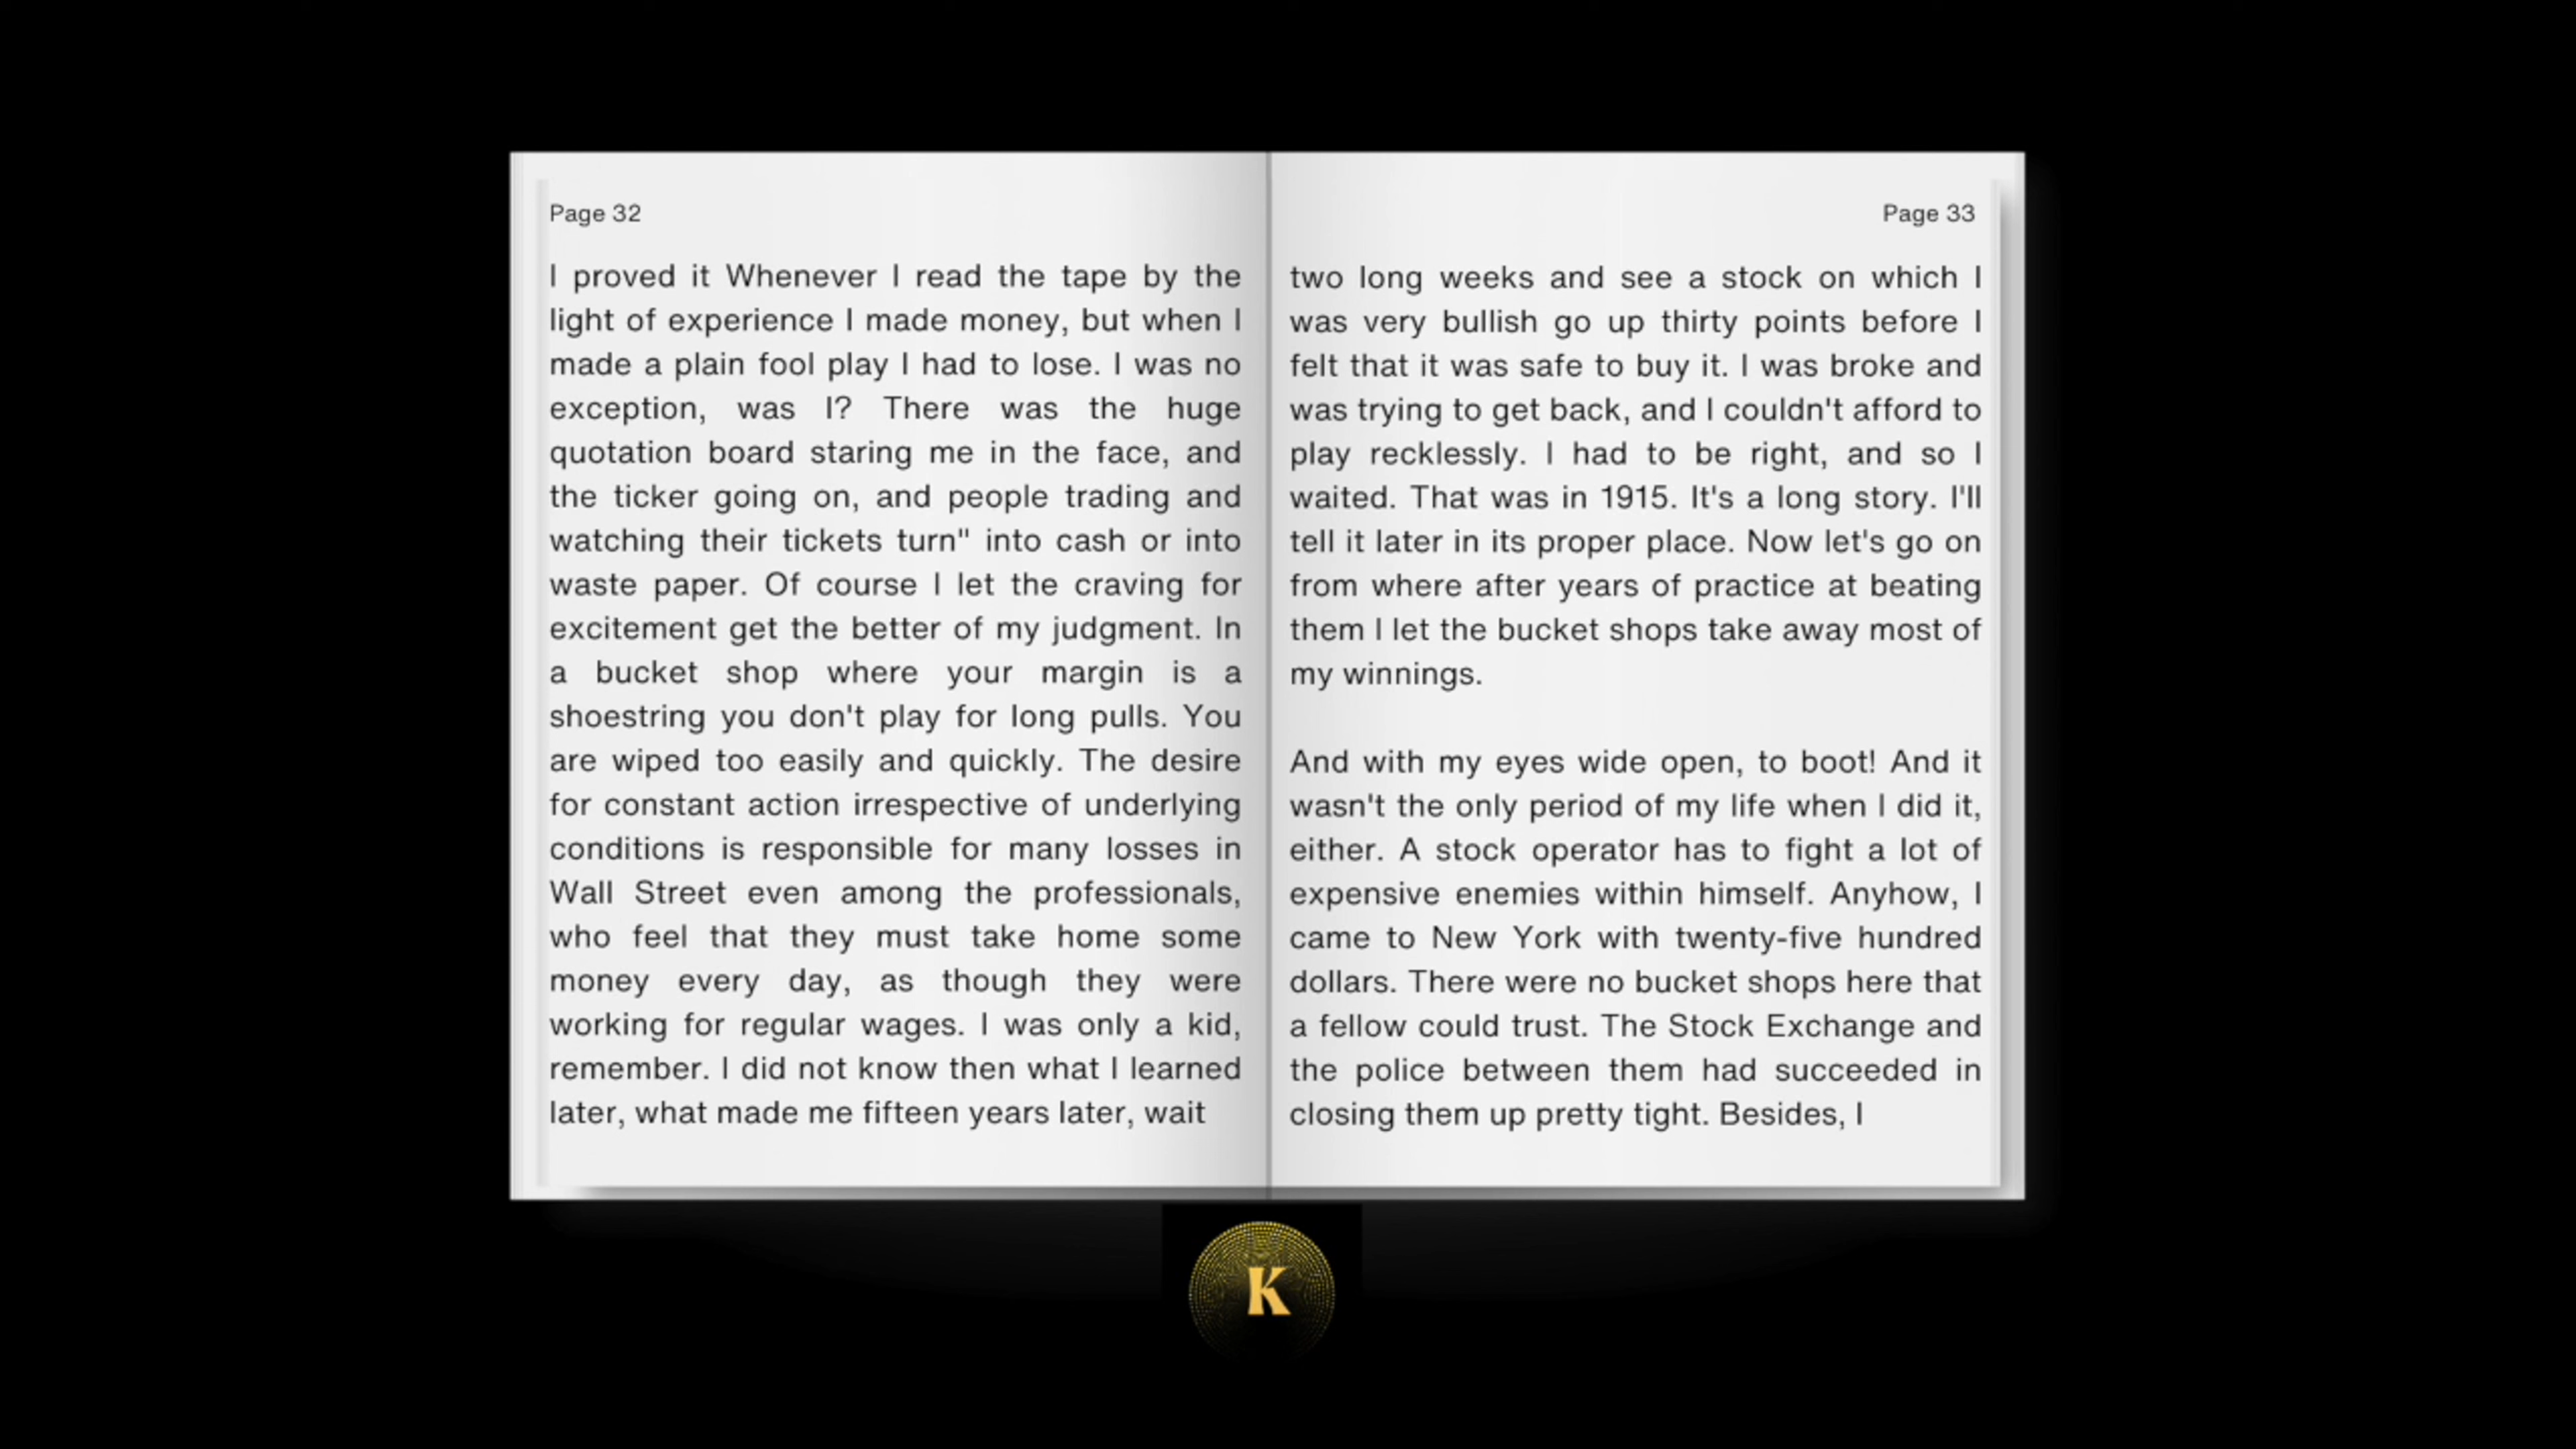 Page 32
I proved it Whenever I read the tape by the
light of experience I made money, but when I
made a plain fool play I had to lose. I was no
exception, was I? There was the huge
quotation board staring me in the face, and
the ticker going on, and people trading and
watching their tickets turn" into cash or into
waste paper. Of course I let the craving for
excitement get the better of my judgment. In
a bucket shop where your margin is a
shoestring you don't play for long pulls. You
are wiped too easily and quickly. The desire
for constant action irrespective of underlying
conditions is responsible for many losses in
Wall Street even among the professionals,
who feel that they must take home some
money every day, as though they were
working for regular wages. I was only a kid,
remember. I did not know then what I learned
later, what made me fifteen years later, wait
Page 33
two long weeks and see a stock on which I
was very bullish go up thirty points before I
felt that it was safe to buy it. I was broke and
was trying to get back, and I couldn't afford to
play recklessly. I had to be right, and so I
waited. That was in 1915. It's a long story. I'll
tell it later in its proper place. Now let's go on
from where after years of practice at beating
them I let the bucket shops take away most of
my winnings.
And with my eyes wide open, to boot! And it
wasn't the only period of my life when I did it,
either. A stock operator has to fight a lot of
expensive enemies within himself. Anyhow, I
came to New York with twenty-five hundred
dollars. There were no bucket shops here that
a fellow could trust. The Stock Exchange and
the police between them had succeeded in
closing them up pretty tight. Besides, I
K